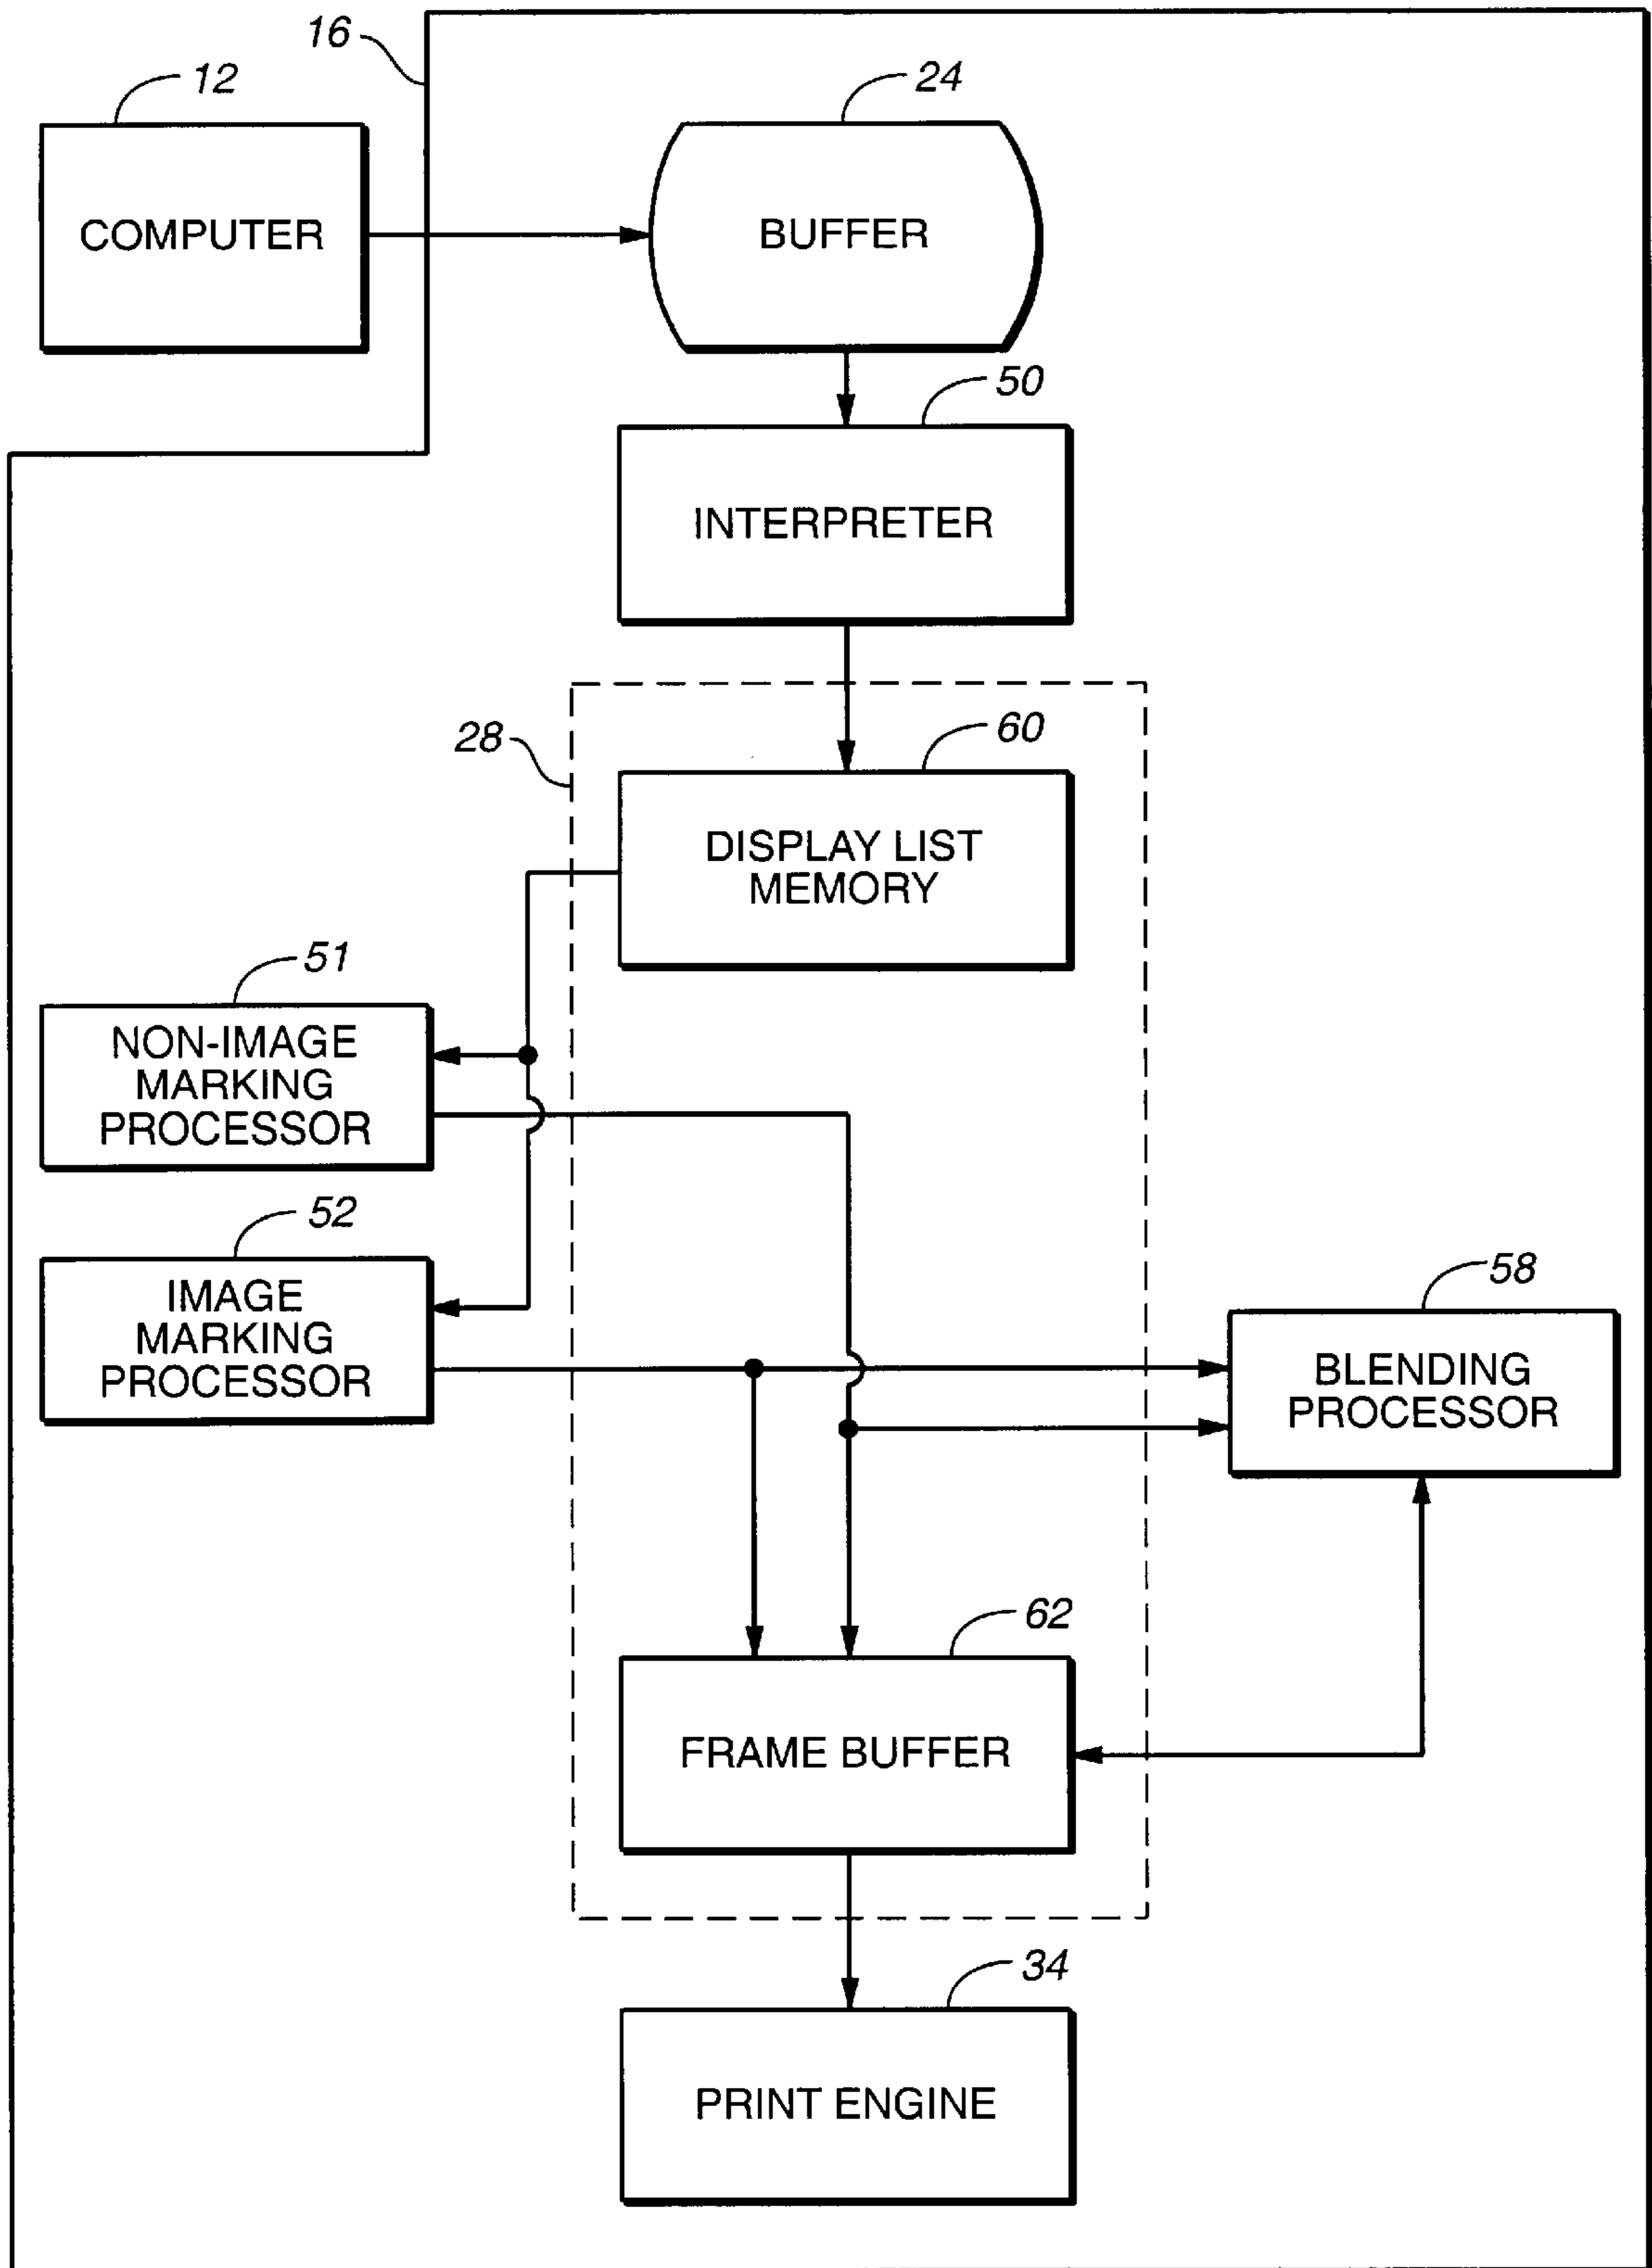 16
12
24
COMPUTER
BUFFER
50
INTERPRETER
28
60
DISPLAY LIST
MEMORY
51
NON-IMAGE
MARKING
PROCESSOR
52
IMAGE
MARKING
PROCESSOR
58
BLENDING
PROCESSOR
62
FRAME BUFFER
34
PRINT ENGINE